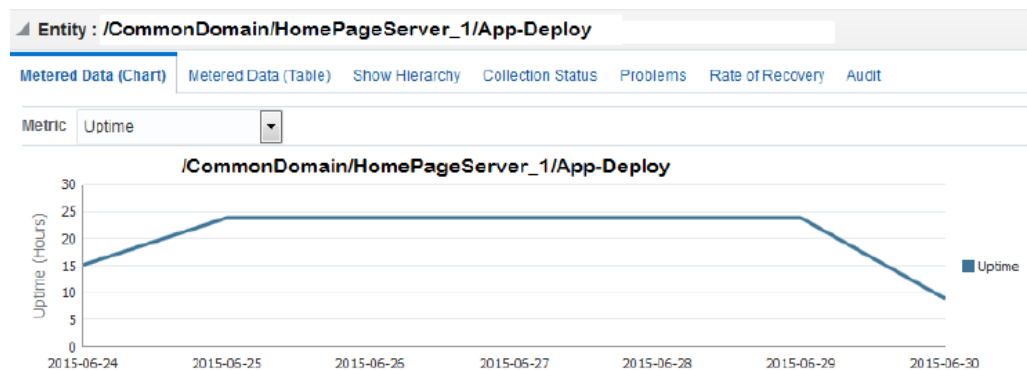 Entity : /CommonDomain/HomePageServer_1/App-Deploy
Metered Data (Chart) Metered Data (Table) Show Hierarchy Collection Status Problems Rate of Recovery Audit
Metric Uptime
/CommonDomain/HomePageServer_1/App-Deploy
30
25
20
15
10
5
0
Uptime (Hours)
Uptime
2015-06-24 2015-06-25 2015-06-26 2015-06-27 2015-06-28 2015-06-29 2015-06-30